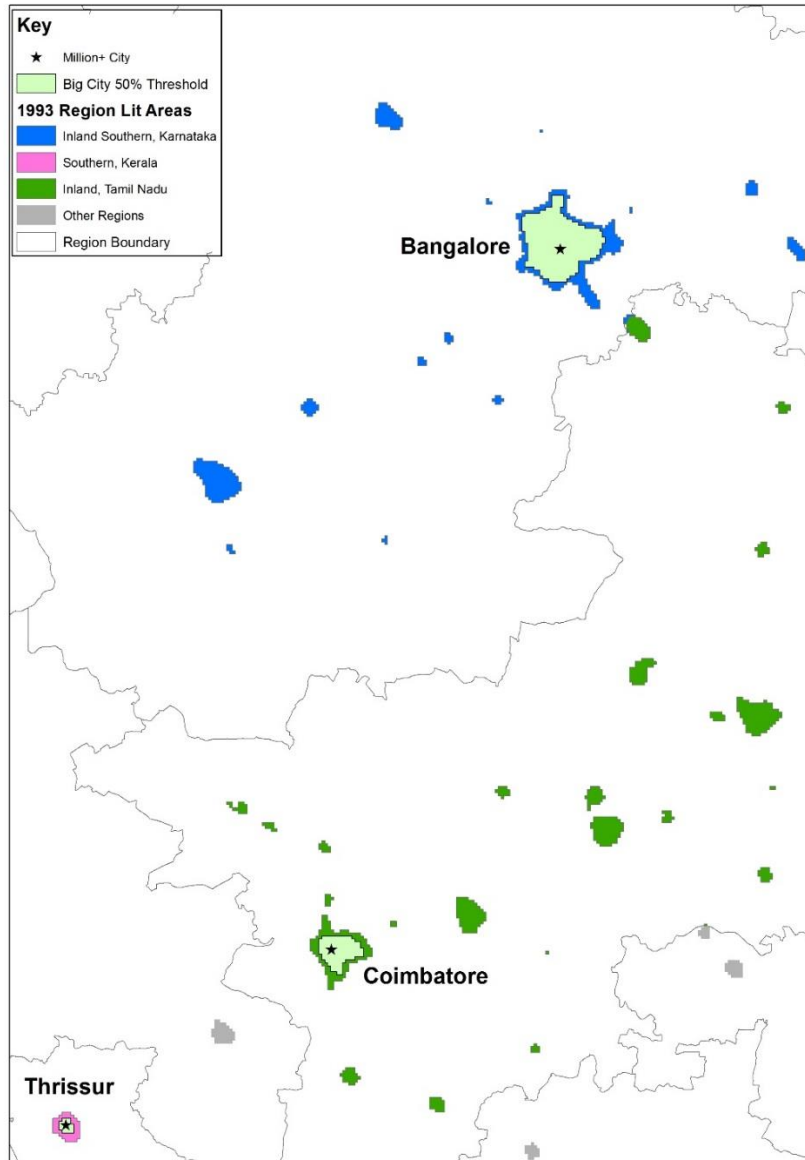 Key
Million+ City
Big City 50% Threshold
1993 Region Lit Areas
Inland Southern, Karnataka
Southern, Kerala
Inland, Tamil Nadu
Other Regions
Region Boundary
Bangalore
Coimbatore
Thrissur